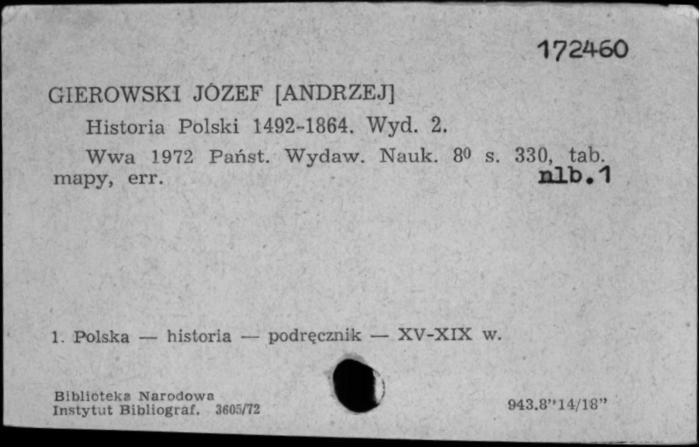 172460
GIEROWSKI JÓZEF [ANDRZEJ]
Historia Polski 1492-1864. Wyd. 2.
Wwa 1972 Państ. Wydaw. Nauk. 8⁰ s. 330, tab.
mapy, err. nlb.1
1. Polska — historia — podręcznik — XV-XIX w.
Biblioteka Narodowa
Instytut Bibliograf. 3605/72
943.8"14/18"